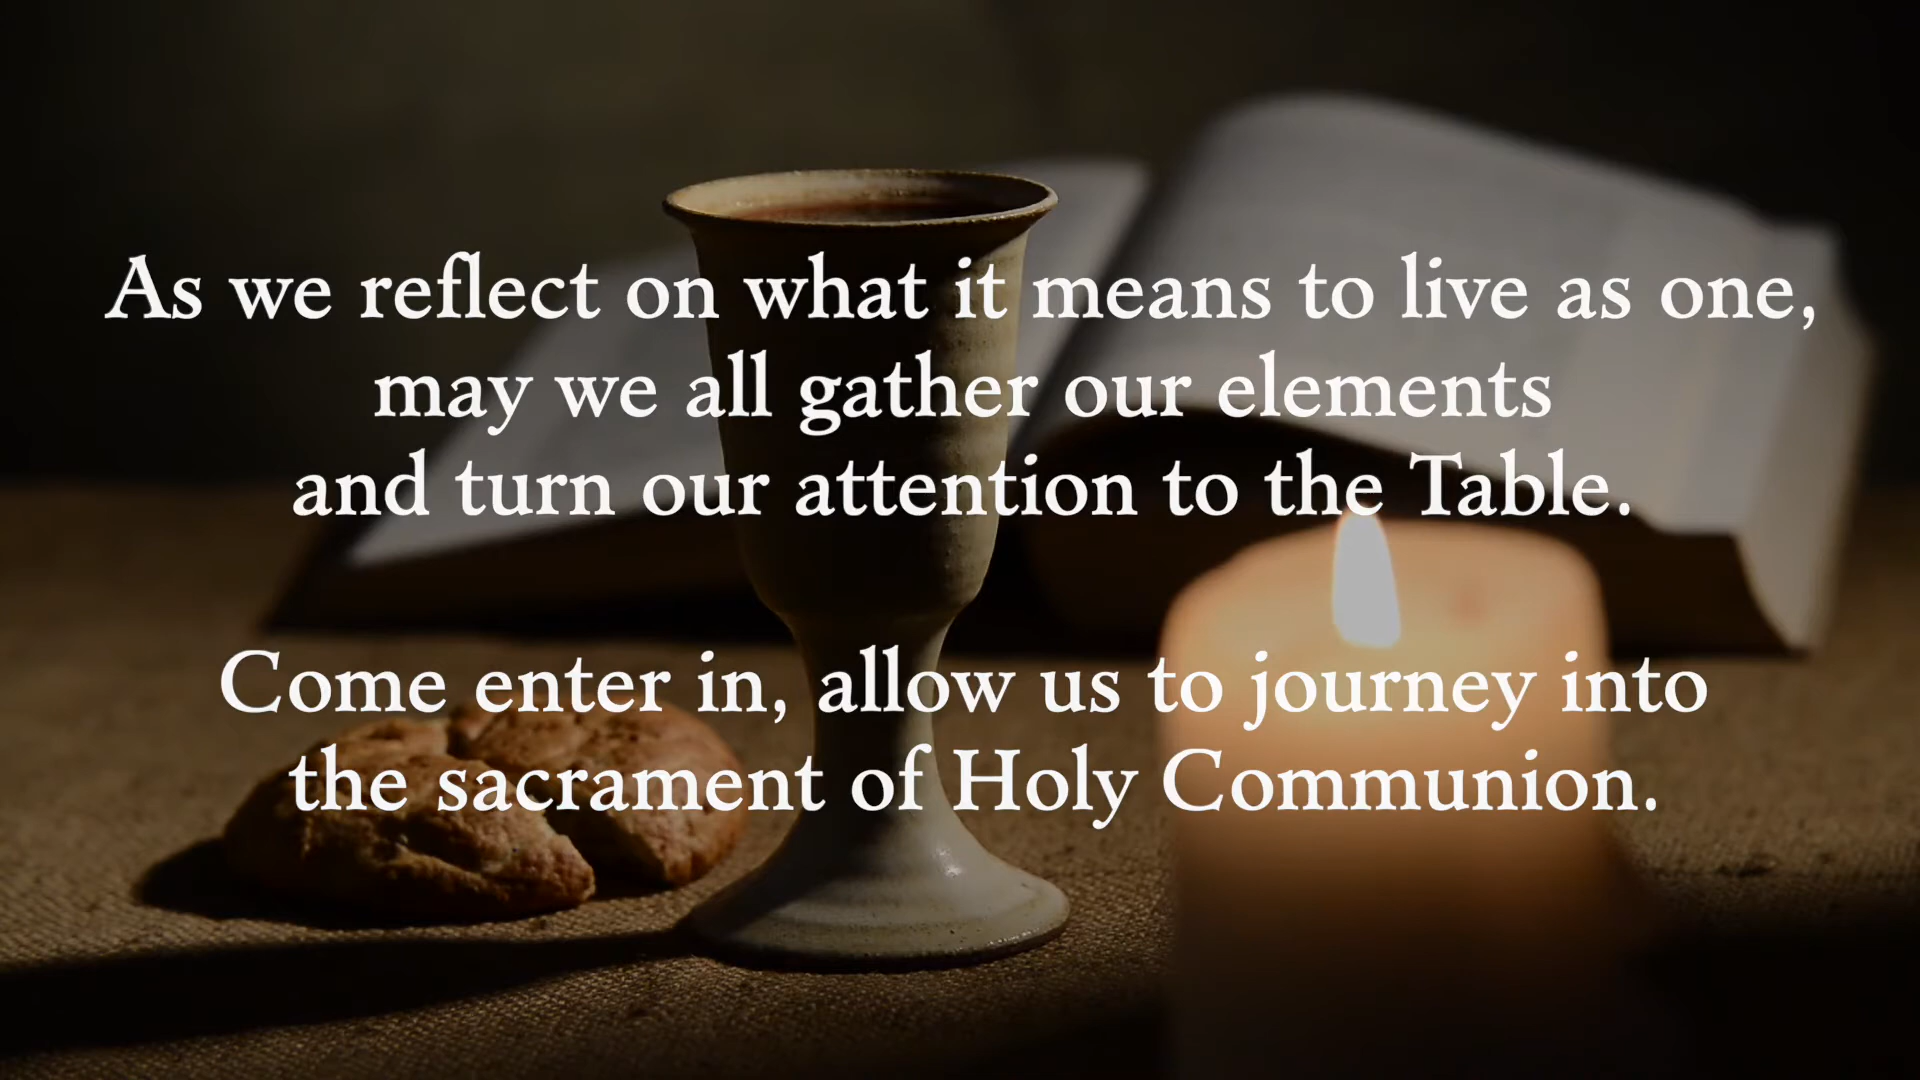 As we reflect on what it means to live as one,
may we all gather our elements
and turn our attention to the Table.
Come enter in, allow us to journey into
the sacrament of Holy Communion.